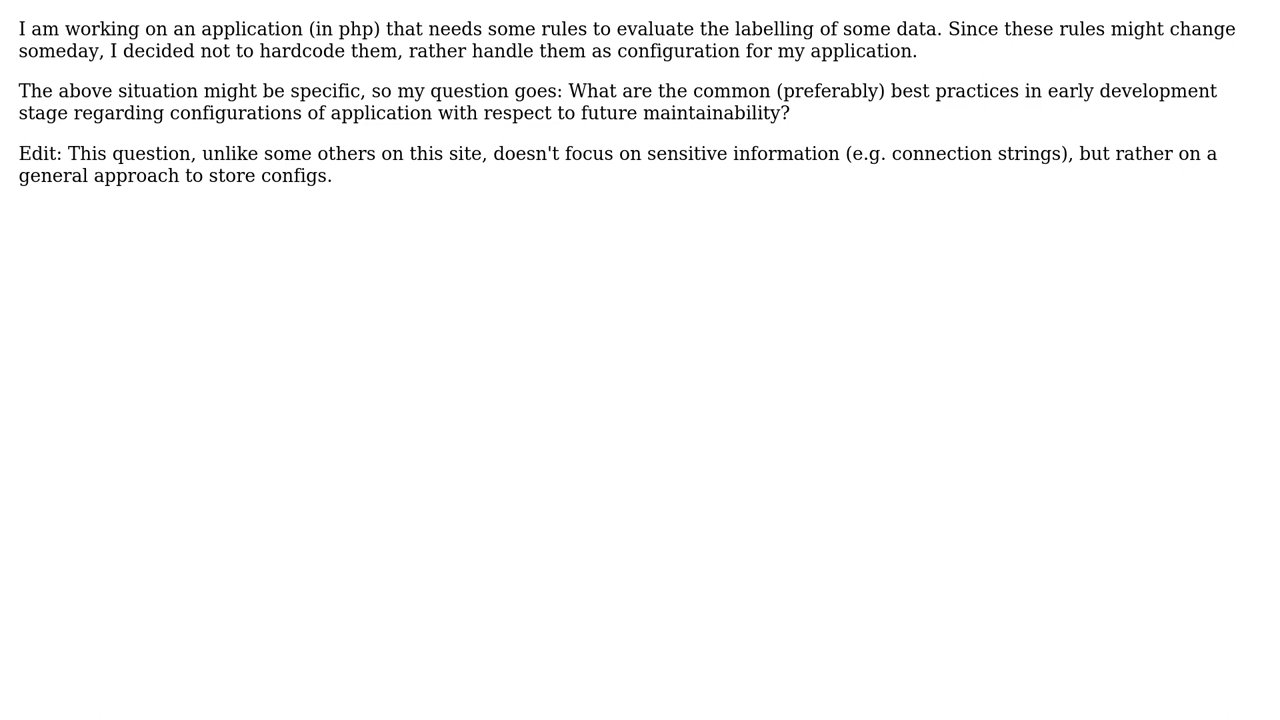 I am working on an application (in php) that needs some rules to evaluate the labelling of some data. Since these rules might change
someday, I decided not to hardcode them, rather handle them as configuration for my application.
The above situation might be specific, so my question goes: What are the common (preferably) best practices in early development
stage regarding configurations of application with respect to future maintainability?
Edit: This question, unlike some others on this site, doesn't focus on sensitive information (e.g. connection strings), but rather on a
general approach to store configs.